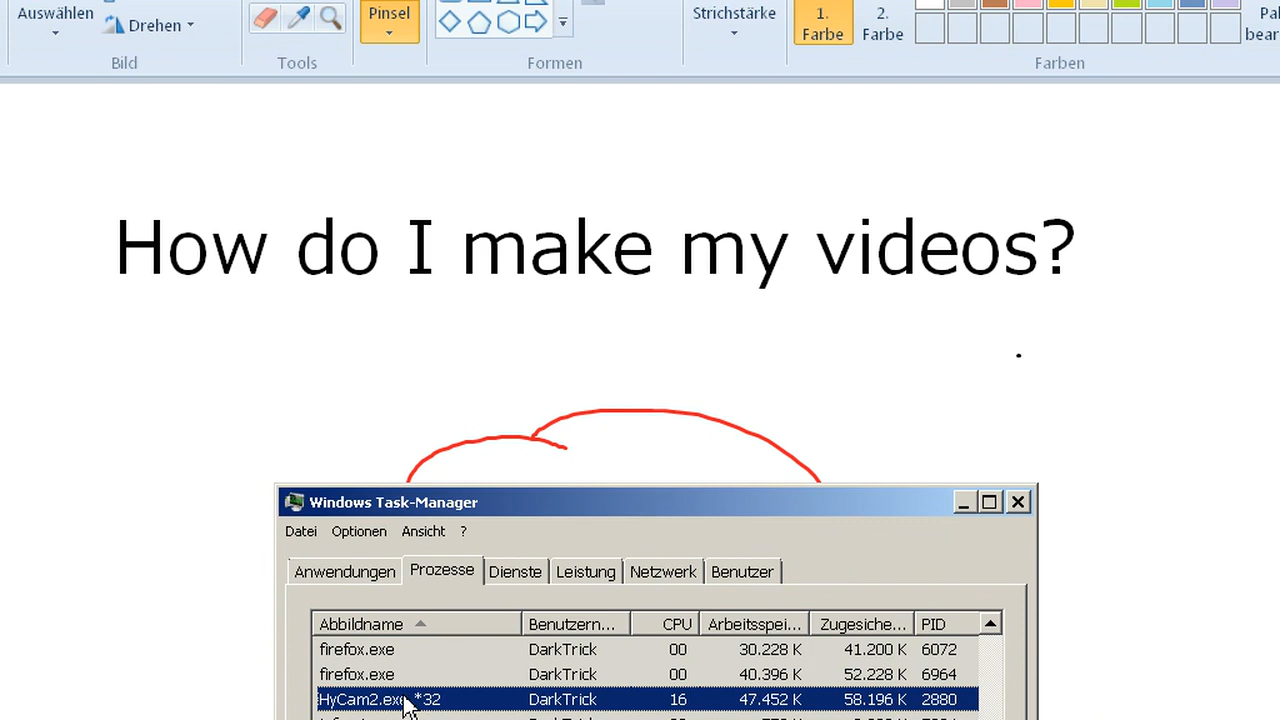 Auswählen
Drehen
Pinsel
Strichstärke
1.
Farbe
2.
Farbe
Bild
Tools
Formen
Farben
How do I make my videos?
Windows Task-Manager
Datei Optionen Ansicht ?
Anwendungen Prozesse Dienste Leistung Netzwerk Benutzer
Abbildname Benutzern... CPU Arbeitsspei... Zugesiche... PID
firefox.exe DarkTrick 00 30.228 K 41.200 K 6072
firefox.exe DarkTrick 00 40.396 K 52.228 K 6964
HyCam2.exe *32 DarkTrick 16 47.452 K 58.196 K 2880